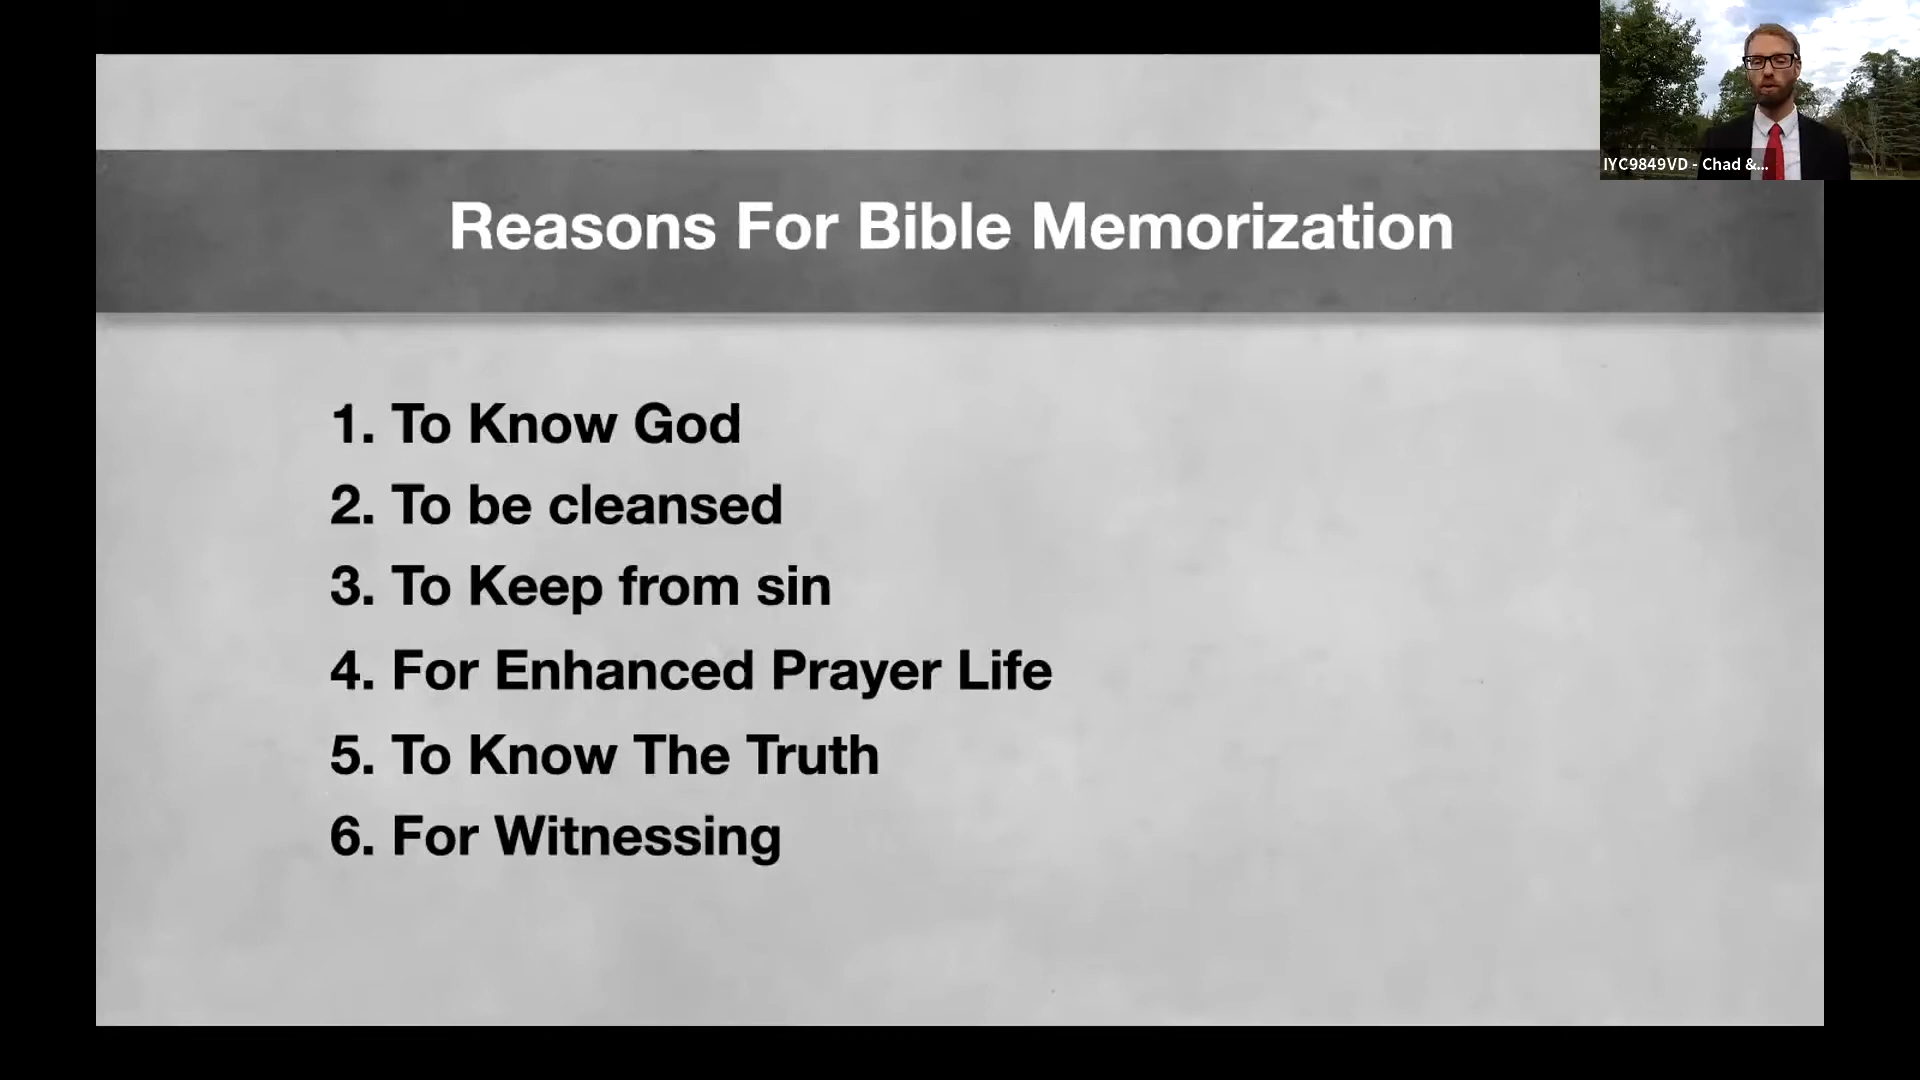 IYC9849VD - Chad &...
Reasons For Bible Memorization
1. To Know God
2. To be cleansed
3. To Keep from sin
4. For Enhanced Prayer Life
5. To Know The Truth
6. For Witnessing